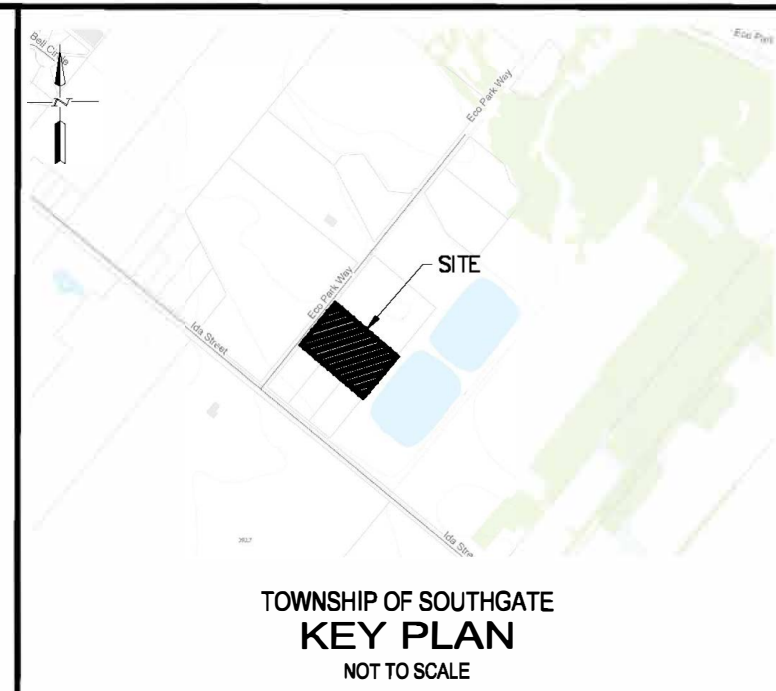 Bell Circle
N
Eco Park
Eco Park Way
SITE
Eco Park Way
Ida Street
Ida Stre
TOWNSHIP OF SOUTHGATE
KEY PLAN
NOT TO SCALE